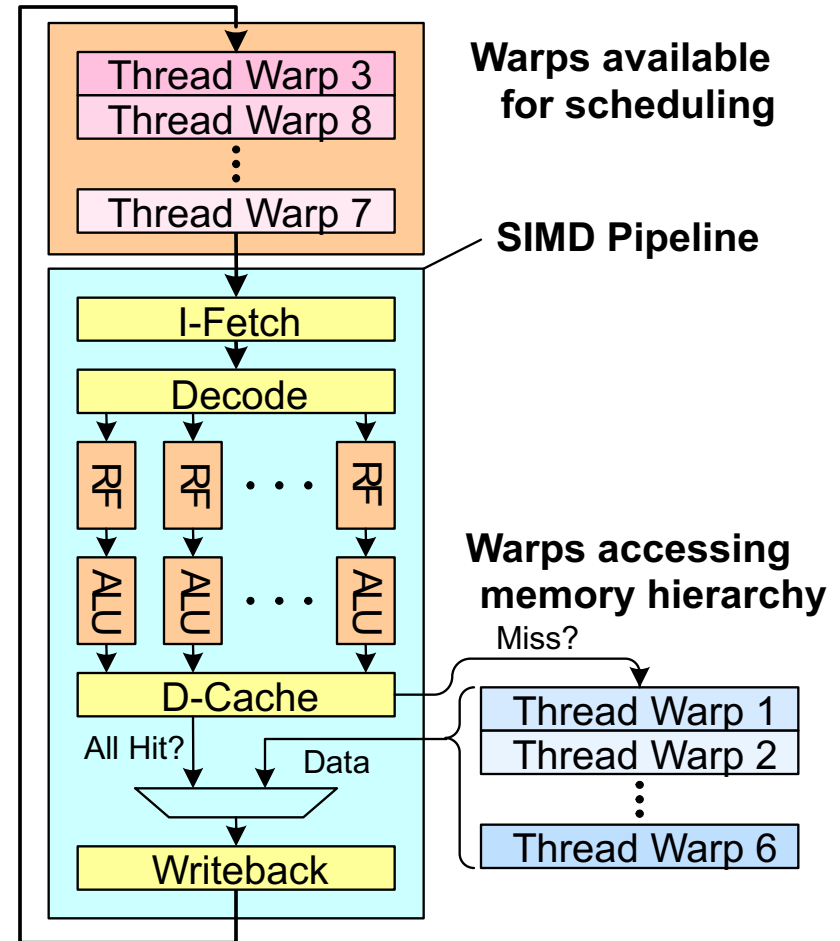 Thread Warp 3
Thread Warp 8
Thread Warp 7
Warps available
for scheduling
SIMD Pipeline
I-Fetch
Decode
RF
RF
RF
ALU
ALU
ALU
D-Cache
All Hit?
Data
Writeback
Warps accessing
memory hierarchy
Miss?
Thread Warp 1
Thread Warp 2
Thread Warp 6